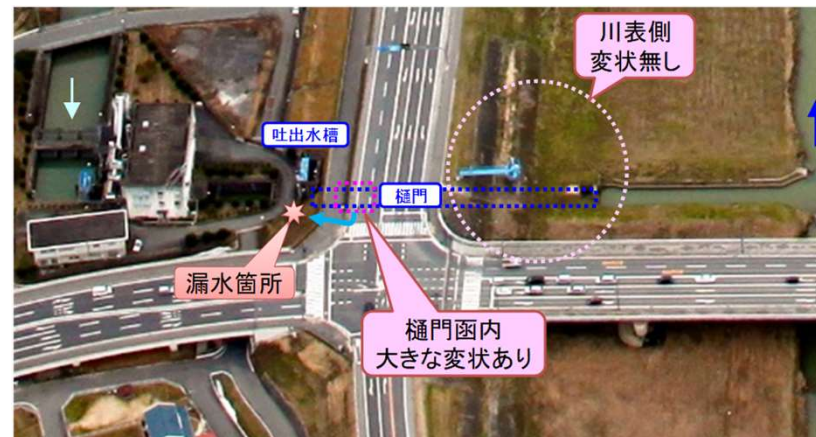 川表側
変状無し
吐出水槽
樋門
漏水箇所
樋門函内
大きな変状あり